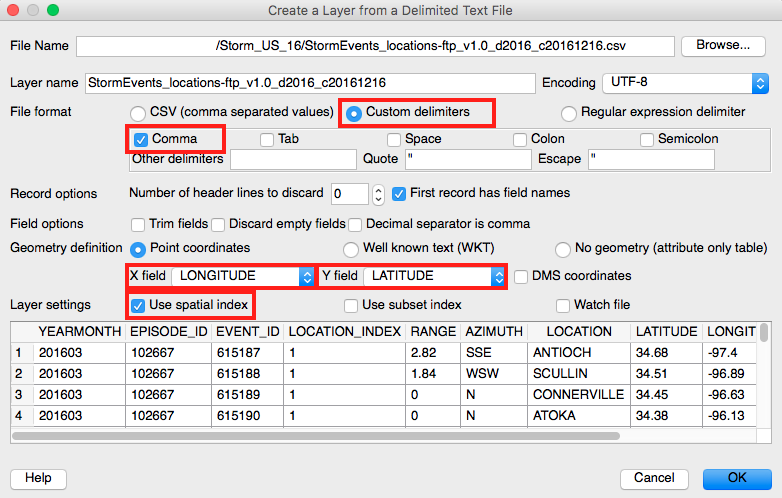 Create a Layer from a Delimited Text File
File Name /Storm_US_16/StormEvents_locations-ftp_v1.0_d2016_c20161216.csv Browse...
Layer name StormEvents_locations-ftp_v1.0_d2016_c20161216 Encoding UTF-8
File format CSV (comma separated values) Custom delimiters Regular expression delimiter
Comma Tab Space Colon Semicolon
Other delimiters Quote " Escape "
Record options Number of header lines to discard 0 First record has field names
Field options Trim fields Discard empty fields Decimal separator is comma
Geometry definition Point coordinates Well known text (WKT) No geometry (attribute only table)
X field LONGITUDE Y field LATITUDE DMS coordinates
Layer settings Use spatial index Use subset index Watch file
YEARMONTH EPISODE_ID EVENT_ID LOCATION_INDEX RANGE AZIMUTH LOCATION LATITUDE LONGIT
1 201603 102667 615187 1 2.82 SSE ANTIOCH 34.68 -97.4
2 201603 102667 615188 1 1.84 WSW SCULLIN 34.51 -96.89
3 201603 102667 615189 1 0 N CONNERVILLE 34.45 -96.63
4 201603 102667 615190 1 0 N ATOKA 34.38 -96.13
Help Cancel OK